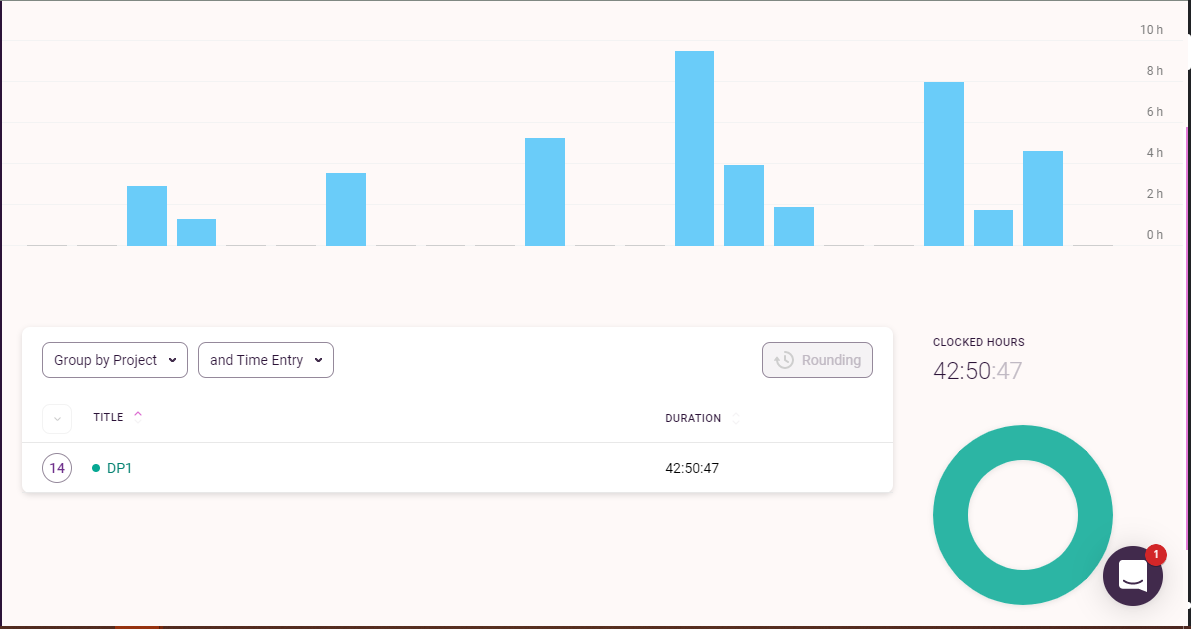 10 h
8 h
6 h
4 h
2 h
0 h
Group by Project and Time Entry Rounding
TITLE DURATION
14 DP1 42:50:47
CLOCKED HOURS
42:50:47
1